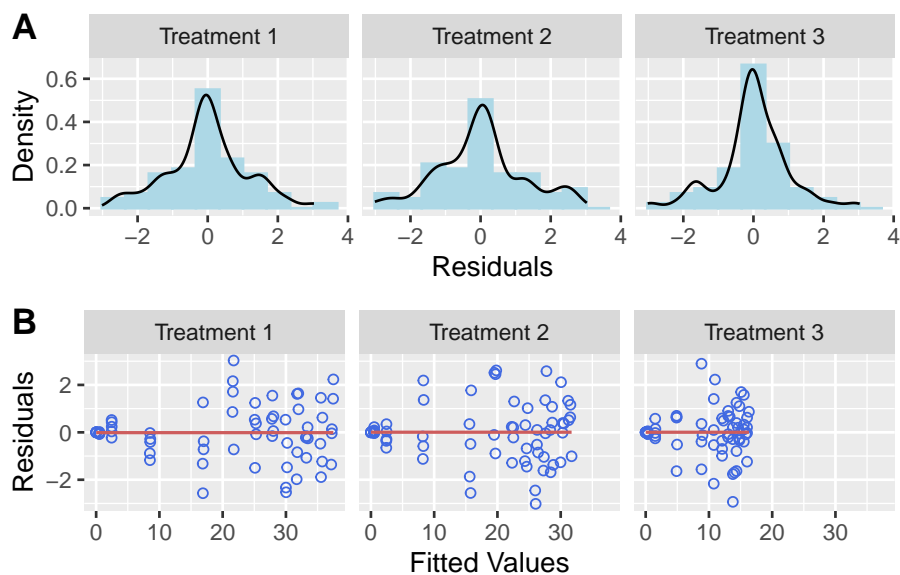 A
Treatment 1 Treatment 2 Treatment 3
Density
0.6
0.4
0.2
0.0
−2 0 2 4 −2 0 2 4 −2 0 2 4
Residuals
B
Treatment 1 Treatment 2 Treatment 3
Residuals
2
0
−2
0 10 20 30 0 10 20 30 0 10 20 30
Fitted Values